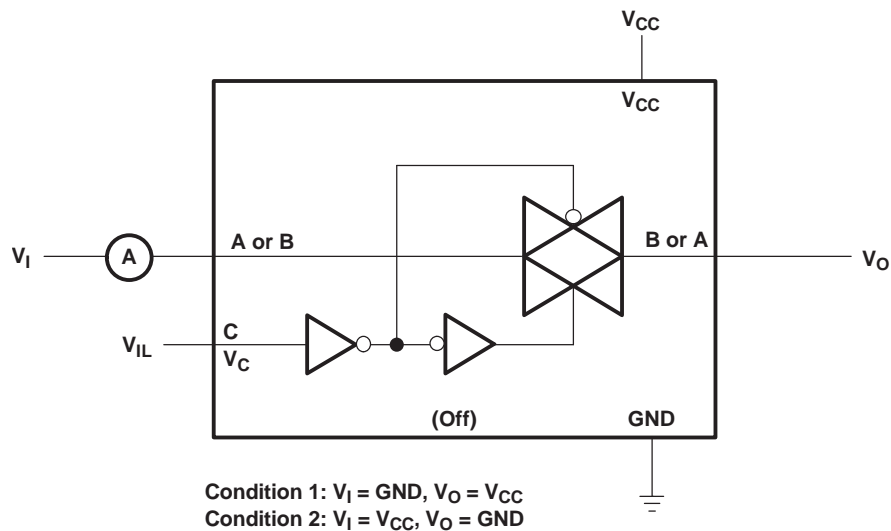 VCC
VCC
VI
A
A or B
B or A
VO
VIL
C
VC
(Off)
GND
Condition 1: VI = GND, VO = VCC
Condition 2: VI = VCC, VO = GND